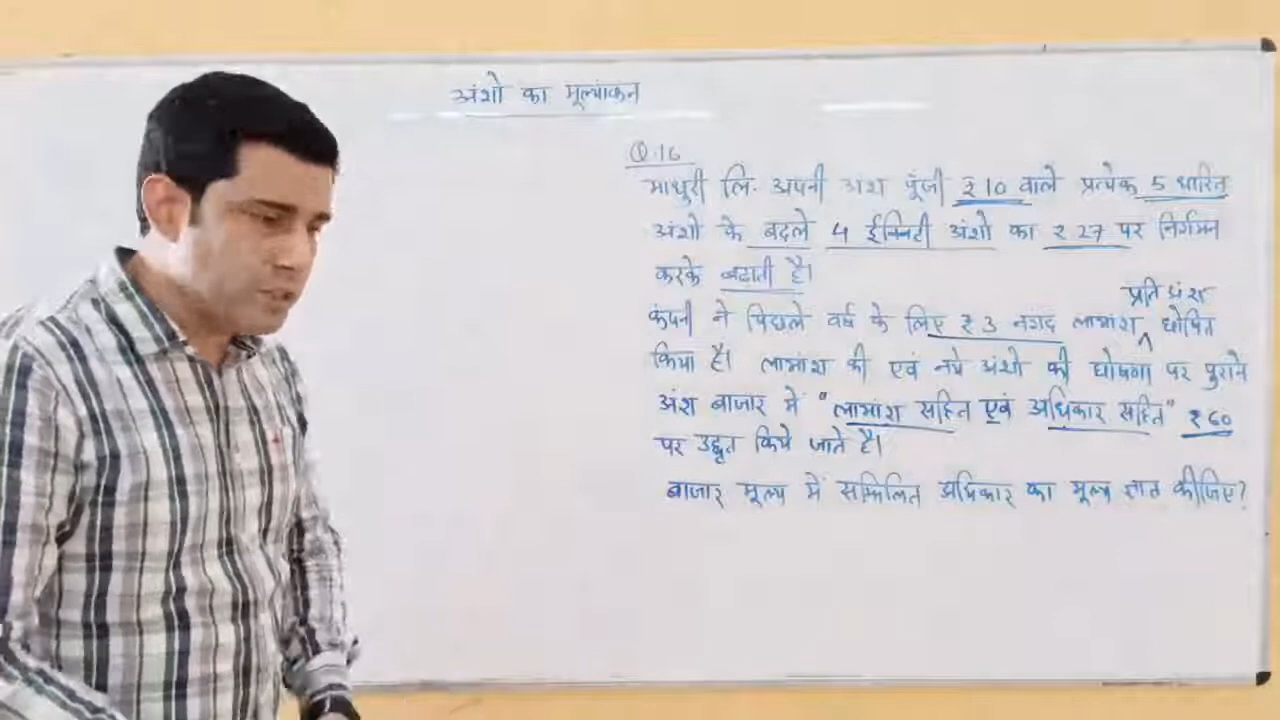 अंशो का मूल्यांकन
Q.16
माधुरी लि. अपनी अंश पूंजी ₹10 वाले प्रत्येक 5 धारित
अंशो के बदले 4 ईक्विटी अंशो का ₹27 पर निर्गमन
करके बढाती है।
प्रति अंश
कंपनी ने पिछले वर्ष के लिए ₹3 नगद लाभांश ^ घोषित
किया है। लाभांश की एवं नये अंशो की घोषणा पर पुराने
अंश बाजार में "लाभांश सहित एवं अधिकार सहित" ₹60
पर उद्धृत किये जाते है।
बाजार मूल्य में सम्मिलित अधिकार का मूल्य ज्ञात कीजिए?